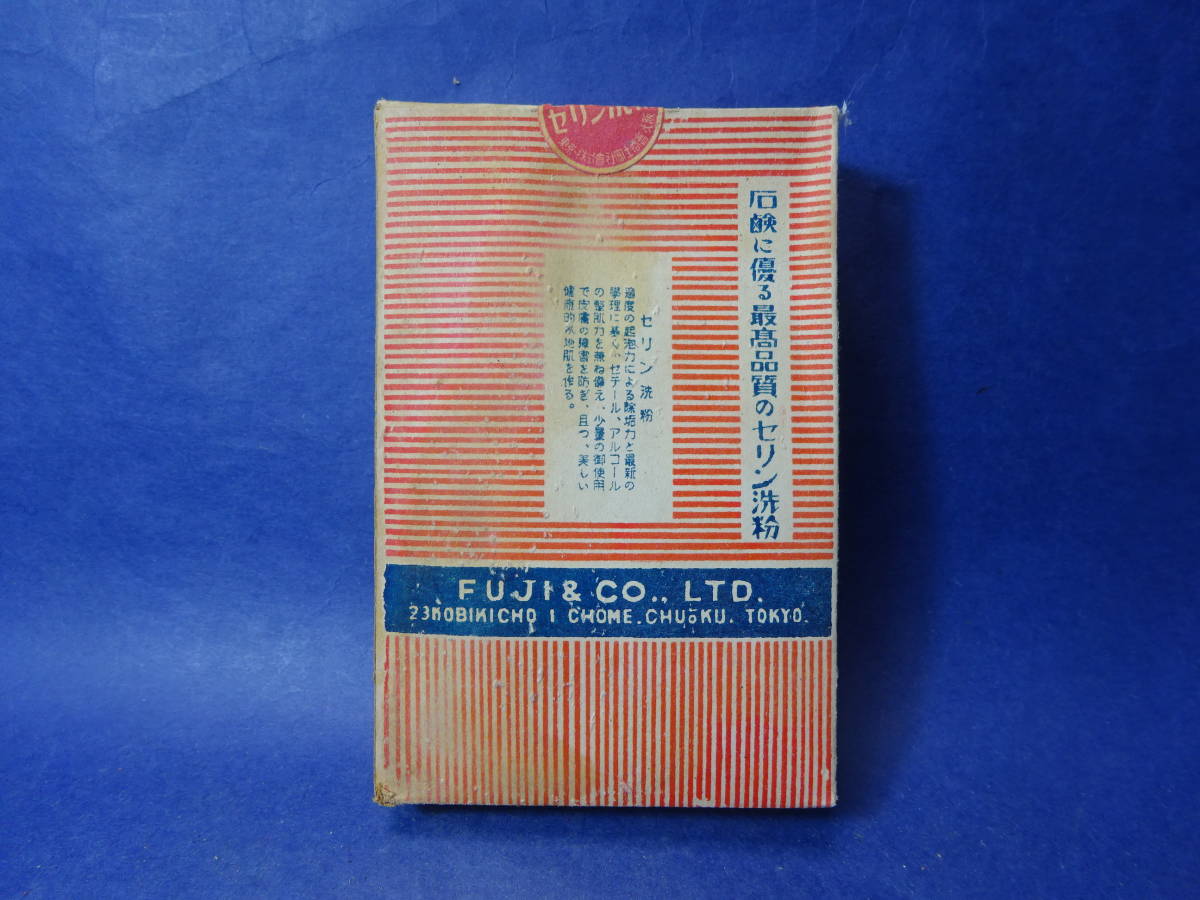 セリン洗
石鹸に優る最高品質のセリン洗粉
セリン洗粉
適度の起泡力による除垢力と最新の
學理に基く、セチール、アルコール
の整肌力を兼ね備え、少量の御使用
で皮膚の障害を防ぎ、且つ、美しい
健康的な地肌を作る。
FUJI & CO., LTD.
23 KOBIKICHO 1 CHOME. CHUŌKU. TOKYO.